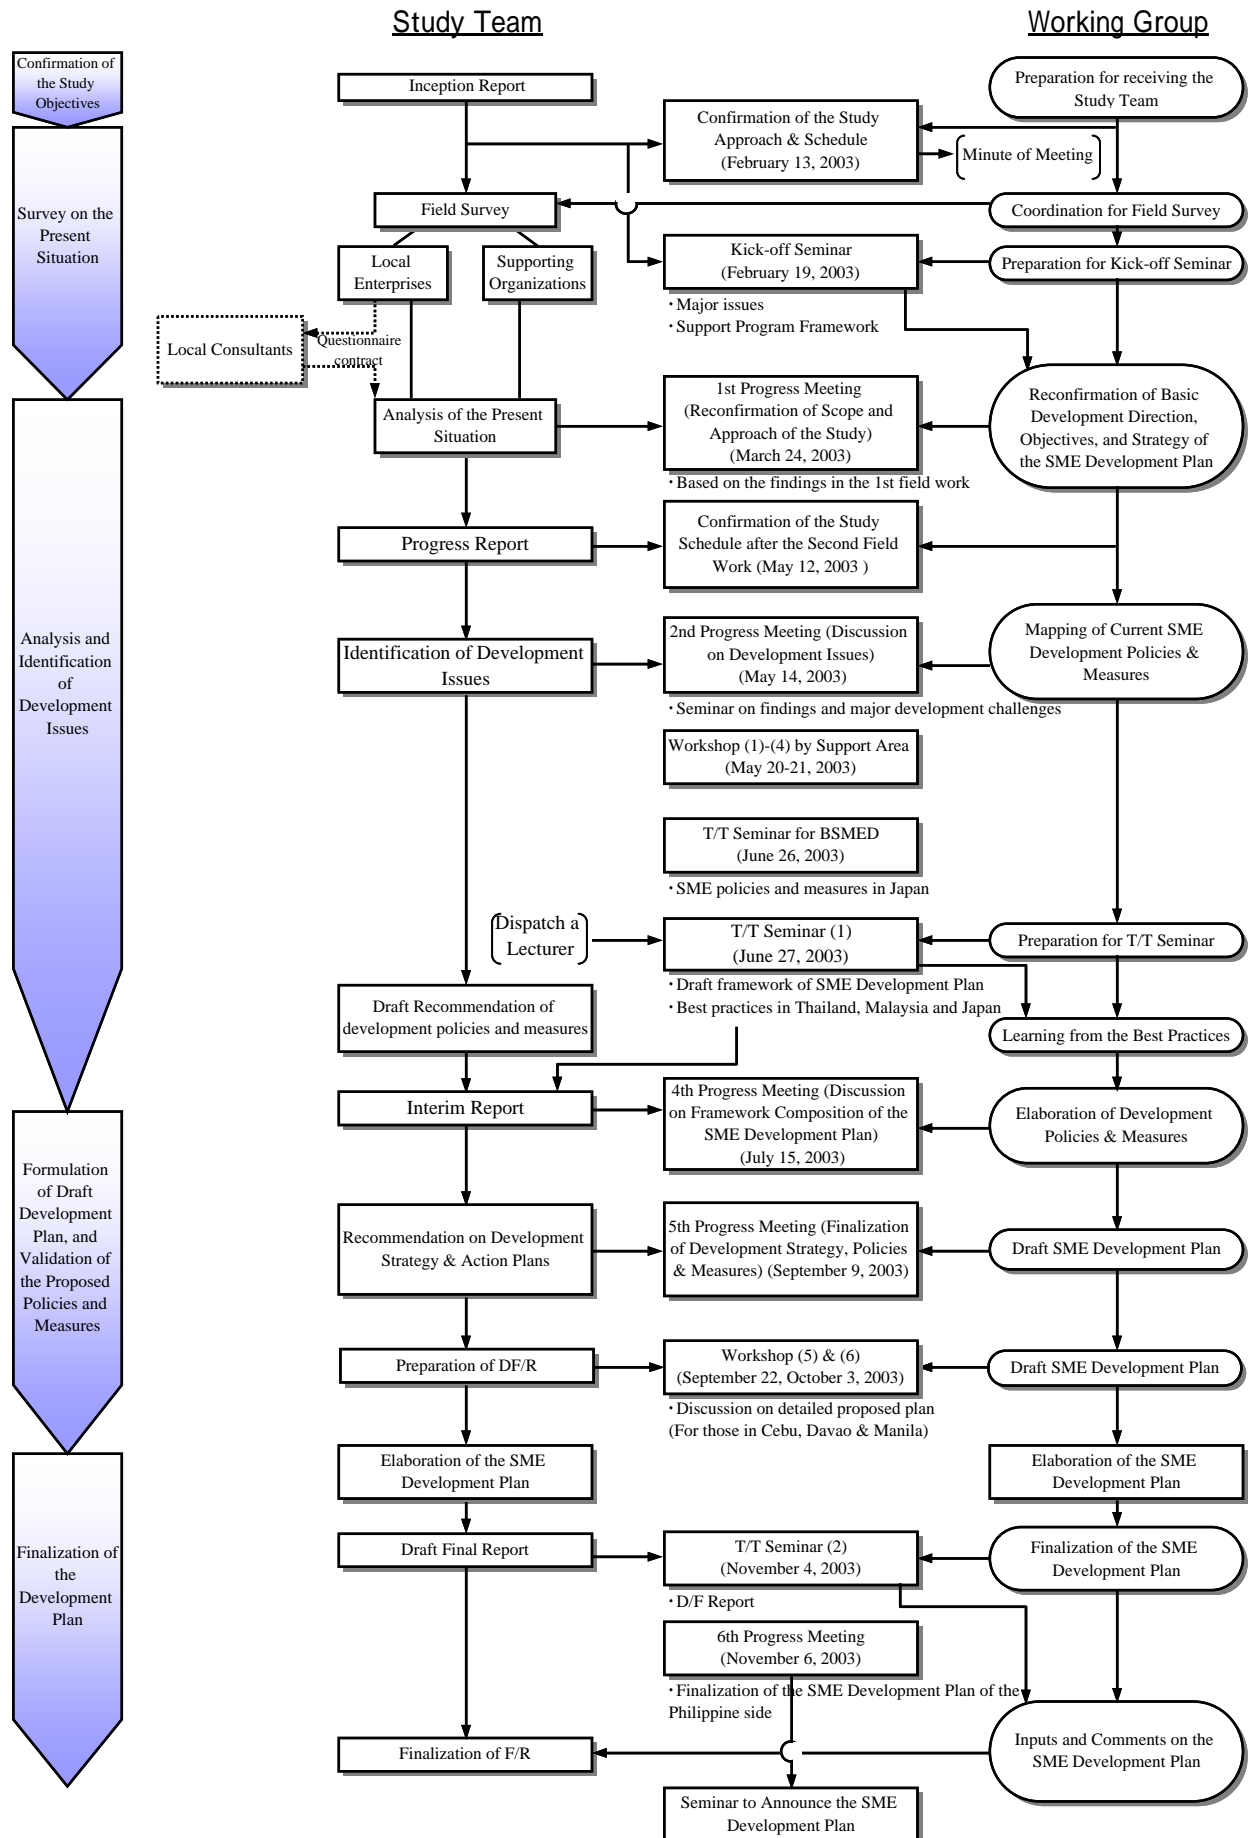 Study Team
Working Group
Confirmation of
the Study
Objectives
Inception Report
Preparation for receiving the
Study Team
Confirmation of the Study
Approach & Schedule
(February 13, 2003)
Minute of Meeting
Survey on the
Present
Situation
Field Survey
Coordination for Field Survey
Local
Enterprises
Supporting
Organizations
Kick-off Seminar
(February 19, 2003)
Preparation for Kick-off Seminar
・Major issues
・Support Program Framework
Local Consultants
Questionnaire
contract
Analysis of the Present
Situation
1st Progress Meeting
(Reconfirmation of Scope and
Approach of the Study)
(March 24, 2003)
Reconfirmation of Basic
Development Direction,
Objectives, and Strategy of
the SME Development Plan
・Based on the findings in the 1st field work
Progress Report
Confirmation of the Study
Schedule after the Second Field
Work (May 12, 2003 )
Analysis and
Identification
of
Development
Issues
Identification of Development
Issues
2nd Progress Meeting (Discussion
on Development Issues)
(May 14, 2003)
Mapping of Current SME
Development Policies &
Measures
・Seminar on findings and major development challenges
Workshop (1)-(4) by Support Area
(May 20-21, 2003)
T/T Seminar for BSMED
(June 26, 2003)
・SME policies and measures in Japan
Dispatch a
Lecturer
T/T Seminar (1)
(June 27, 2003)
Preparation for T/T Seminar
・Draft framework of SME Development Plan
・Best practices in Thailand, Malaysia and Japan
Draft Recommendation of
development policies and measures
Learning from the Best Practices
Interim Report
4th Progress Meeting (Discussion
on Framework Composition of the
SME Development Plan)
(July 15, 2003)
Elaboration of Development
Policies & Measures
Formulation
of Draft
Development
Plan, and
Validation of
the Proposed
Policies and
Measures
Recommendation on Development
Strategy & Action Plans
5th Progress Meeting (Finalization
of Development Strategy, Policies
& Measures) (September 9, 2003)
Draft SME Development Plan
Preparation of DF/R
Workshop (5) & (6)
(September 22, October 3, 2003)
Draft SME Development Plan
・Discussion on detailed proposed plan
(For those in Cebu, Davao & Manila)
Elaboration of the SME
Development Plan
Elaboration of the SME
Development Plan
Finalization of
the
Development
Plan
Draft Final Report
T/T Seminar (2)
(November 4, 2003)
Finalization of the SME
Development Plan
・D/F Report
6th Progress Meeting
(November 6, 2003)
・Finalization of the SME Development Plan of the
Philippine side
Finalization of F/R
Inputs and Comments on the
SME Development Plan
Seminar to Announce the SME
Development Plan